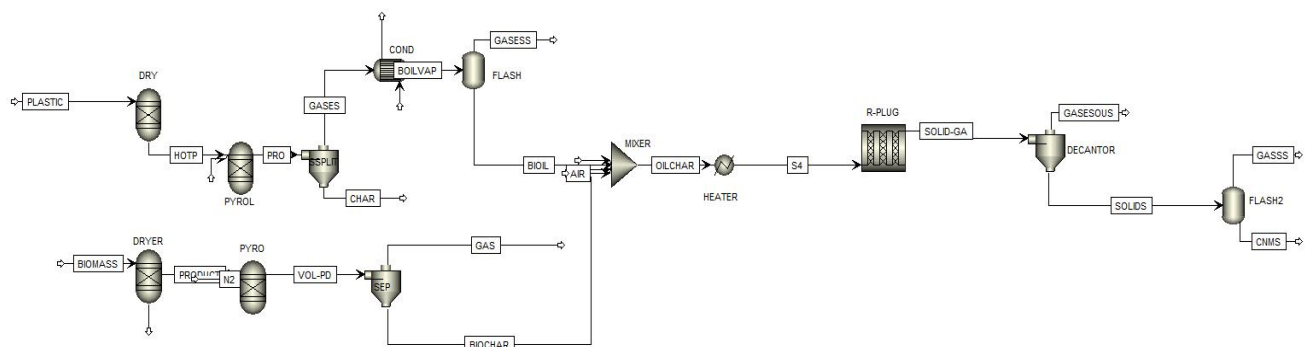 GASESS
COND
BOILVAP
FLASH
DRY
PLASTIC
GASES
R-PLUG
SOLID-GA
GASESOUS
DECANTOR
GASSS
MIXER
HOTP
PRO
SSPLIT
BIOIL
AIR
OILCHAR
S4
HEATER
PYROL
CHAR
SOLIDS
FLASH2
CNMS
DRYER
PYRO
GAS
BIOMASS
PRODUCT
N2
VOL-PD
SEP
BIOCHAR